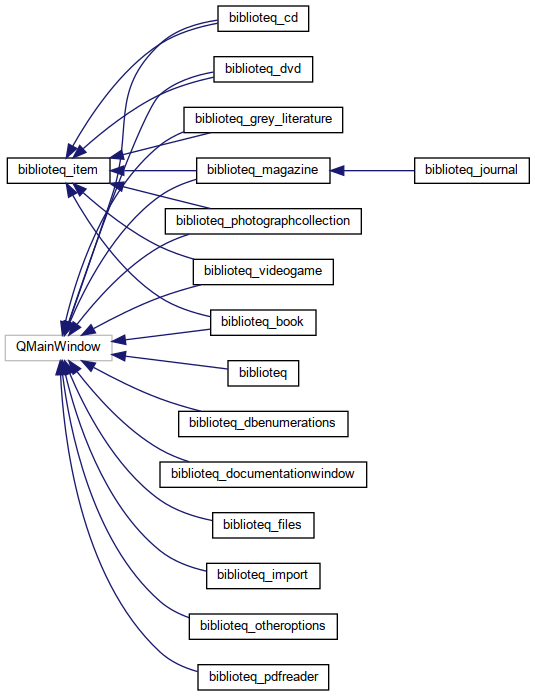 biblioteq_cd
biblioteq_dvd
biblioteq_grey_literature
biblioteq_item
biblioteq_magazine
biblioteq_journal
biblioteq_photographcollection
biblioteq_videogame
biblioteq_book
QMainWindow
biblioteq
biblioteq_dbenumerations
biblioteq_documentationwindow
biblioteq_files
biblioteq_import
biblioteq_otheroptions
biblioteq_pdfreader